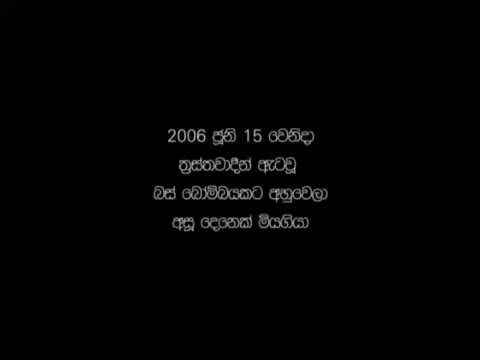 2006 ජූනි 15 වෙනිදා
ත්‍රස්තවාදීන් ඇටවූ
බස් බෝම්බයකට අහුවෙලා
අසූ දෙනෙක් මියගියා